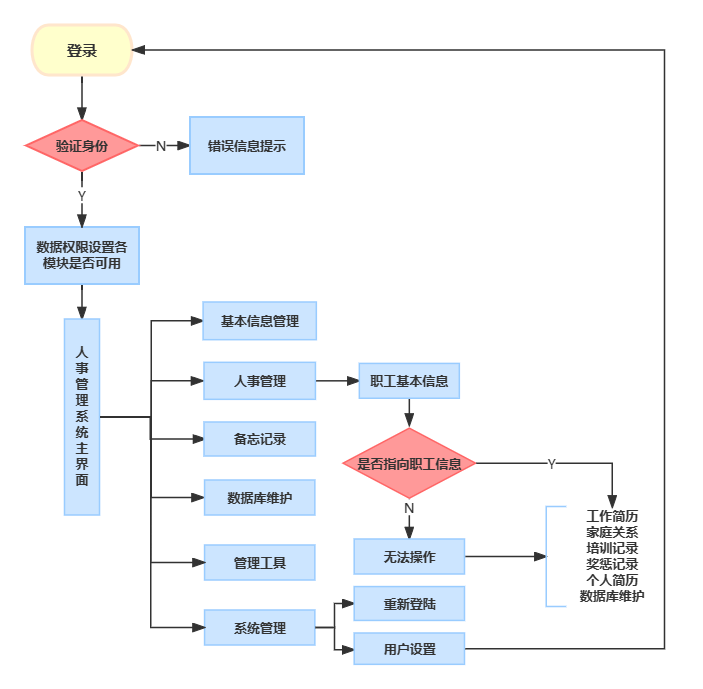 登录
验证身份
N
错误信息提示
Y
数据权限设置各
模块是否可用
人事管理系统主界面
基本信息管理
人事管理
职工基本信息
备忘记录
是否指向职工信息
Y
数据库维护
N
工作简历
家庭关系
培训记录
奖惩记录
个人简历
数据库维护
无法操作
管理工具
重新登陆
系统管理
用户设置